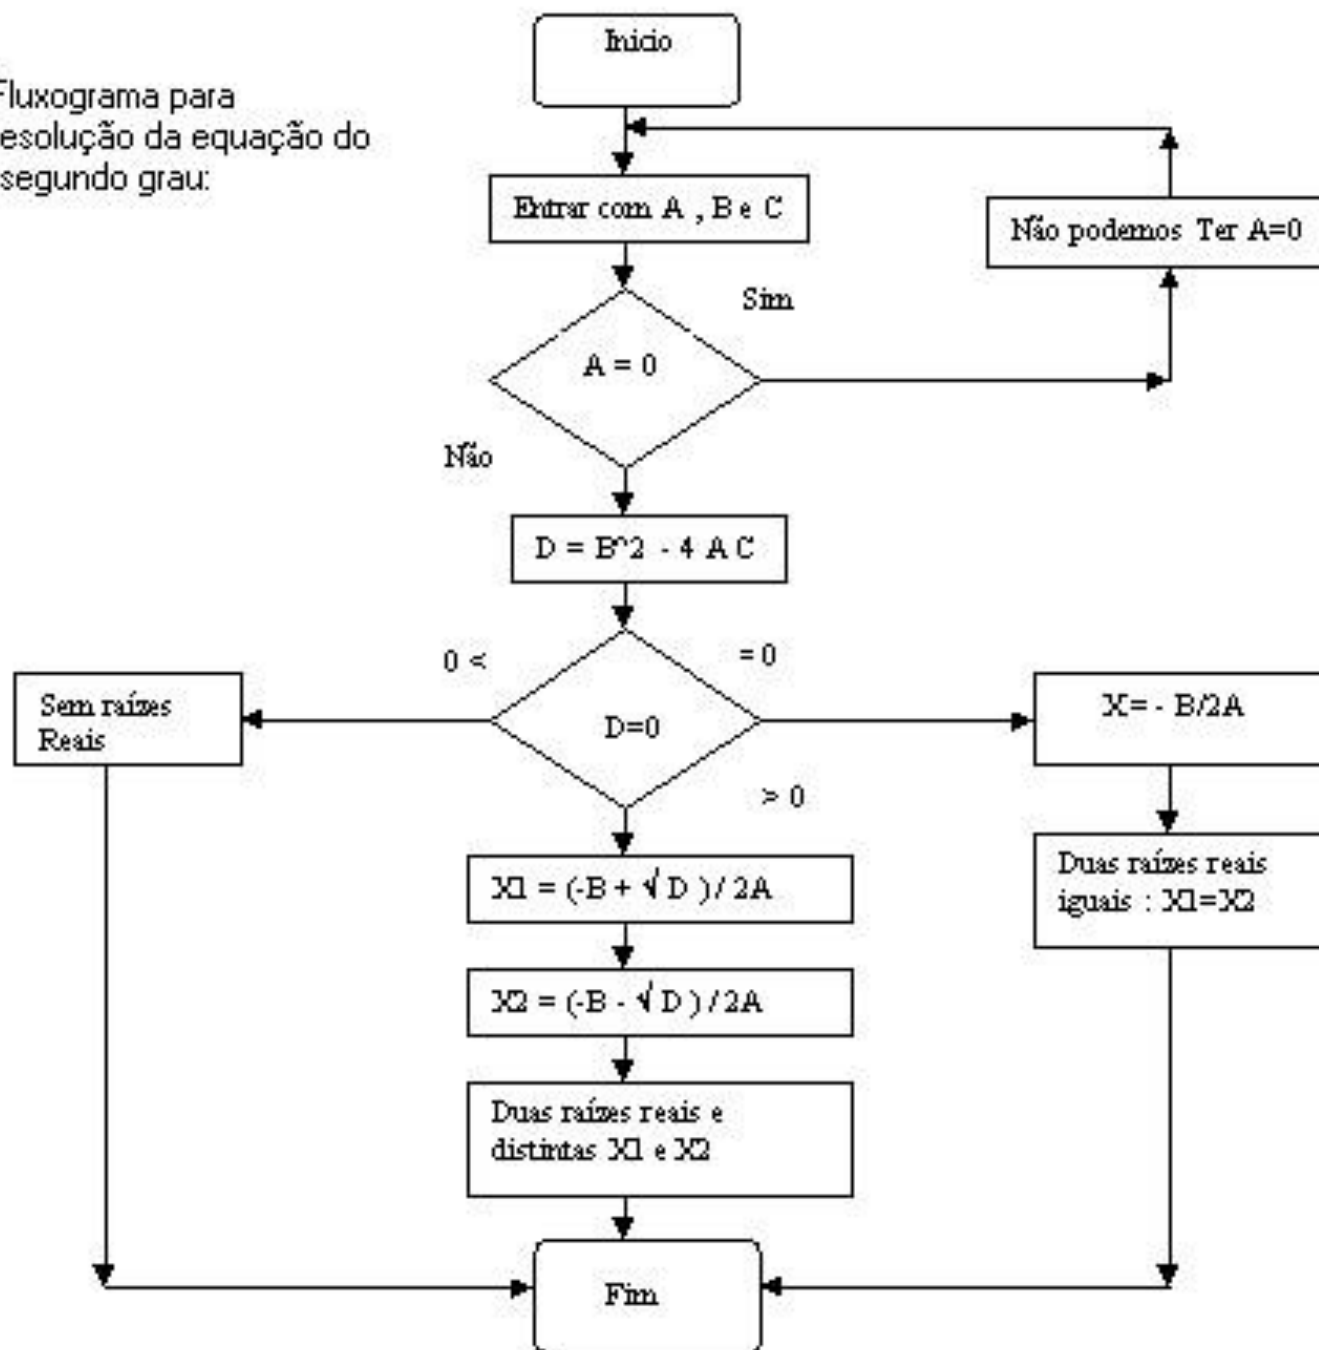 Inicio
Fluxograma para
esolução da equação do
segundo grau:
Entrar com A , B e C
Não podemos Ter A=0
Sim
A = 0
Não
D = B^2 - 4 A C
0 <
= 0
Sem raízes
Reais
D=0
X= - B/2A
> 0
X1 = (-B + √ D ) / 2A
Duas raízes reais
iguais : X1=X2
X2 = (-B - √ D ) / 2A
Duas raízes reais e
distintas X1 e X2
Fim